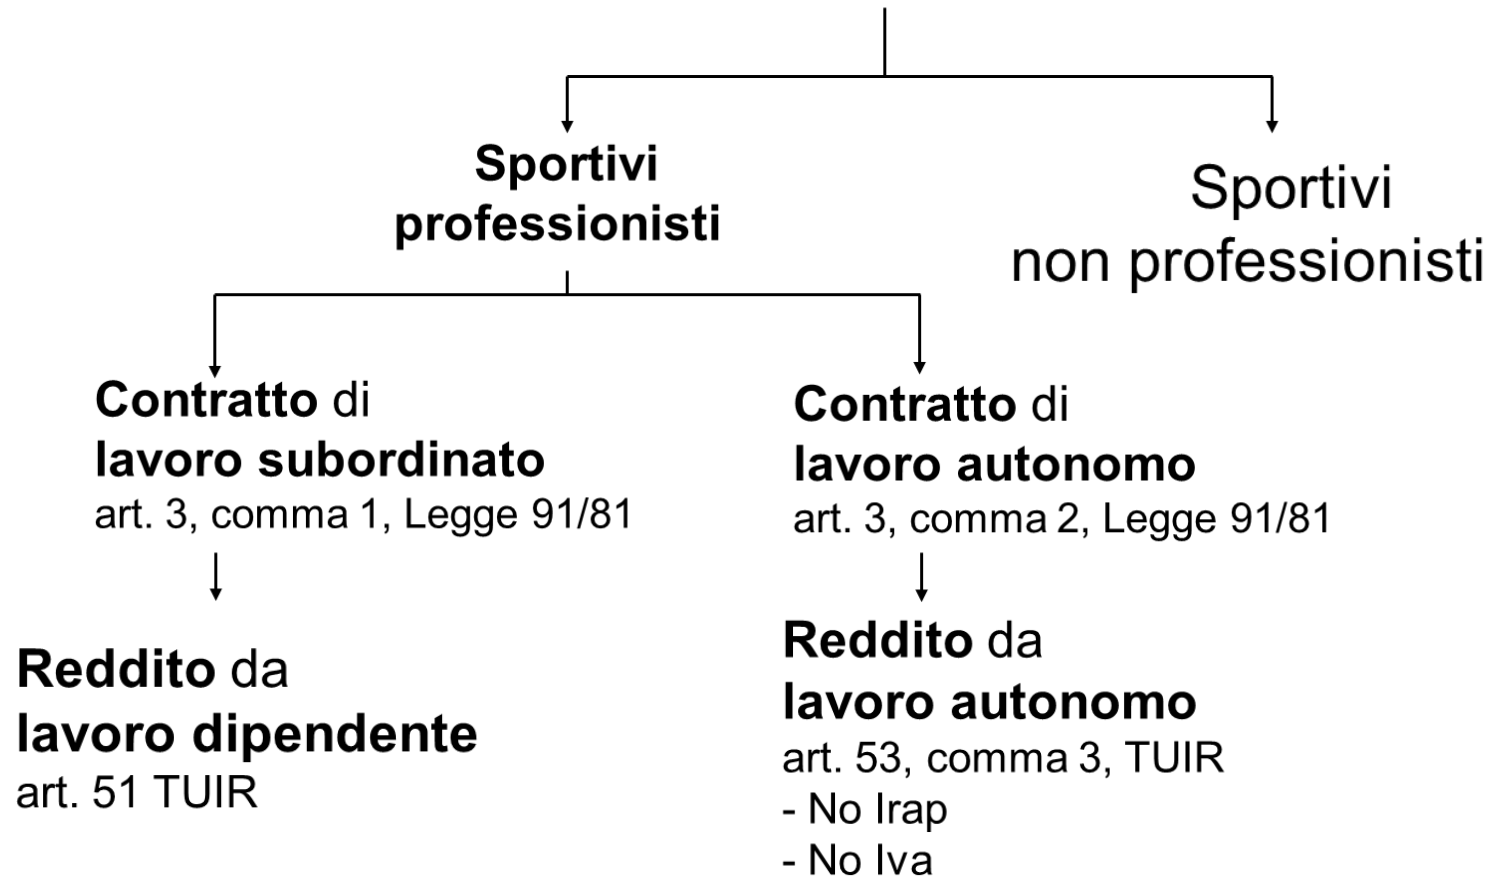 Sportivi
professionisti
Sportivi
non professionisti
Contratto di
lavoro subordinato
art. 3, comma 1, Legge 91/81
Contratto di
lavoro autonomo
art. 3, comma 2, Legge 91/81
Reddito da
lavoro dipendente
art. 51 TUIR
Reddito da
lavoro autonomo
art. 53, comma 3, TUIR
- No Irap
- No Iva